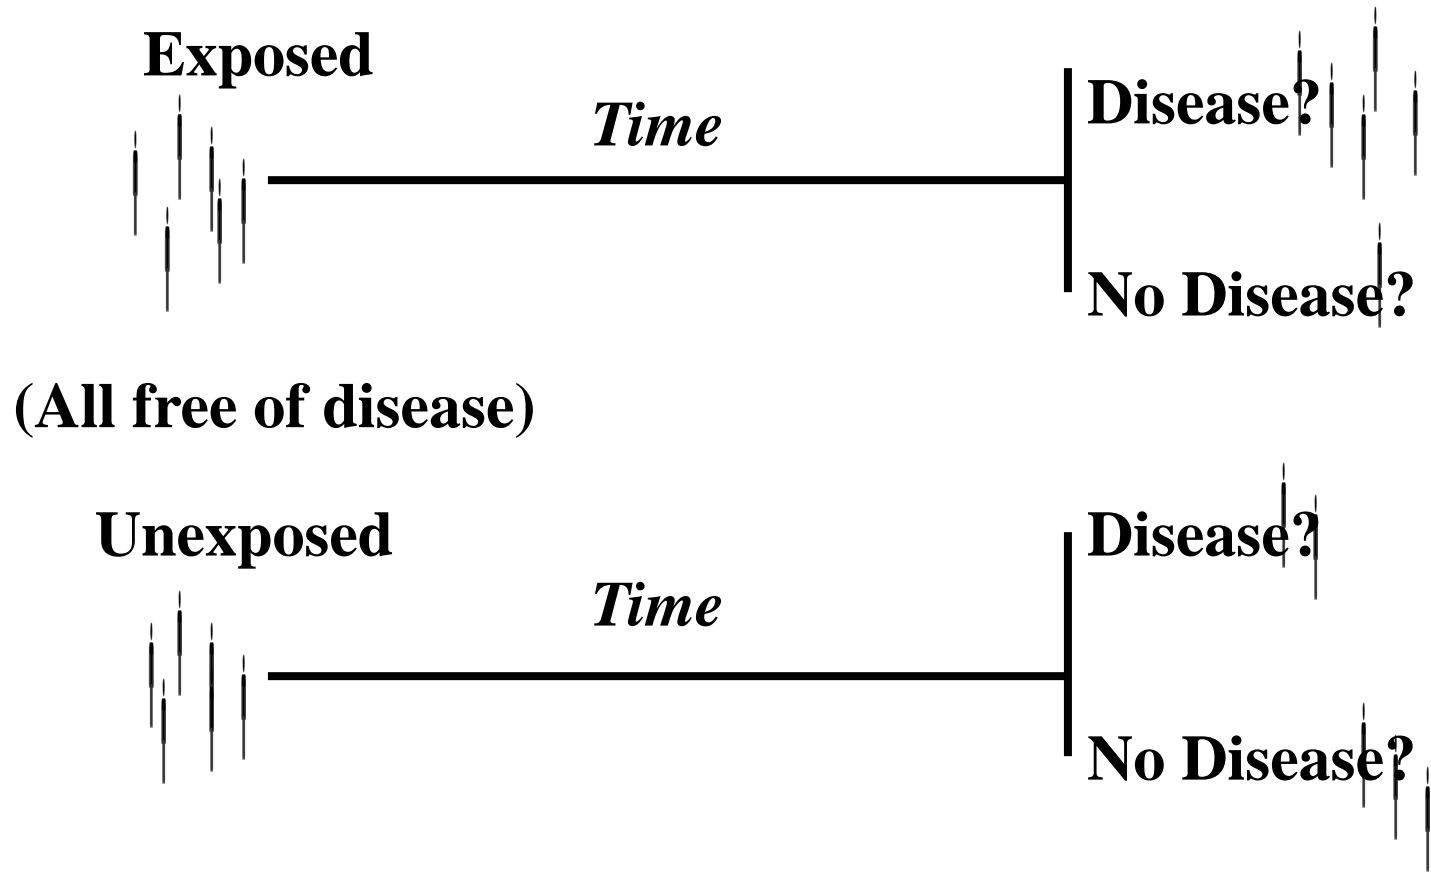 Exposed
Time
Disease?
No Disease?
(All free of disease)
Unexposed
Time
Disease?
No Disease?